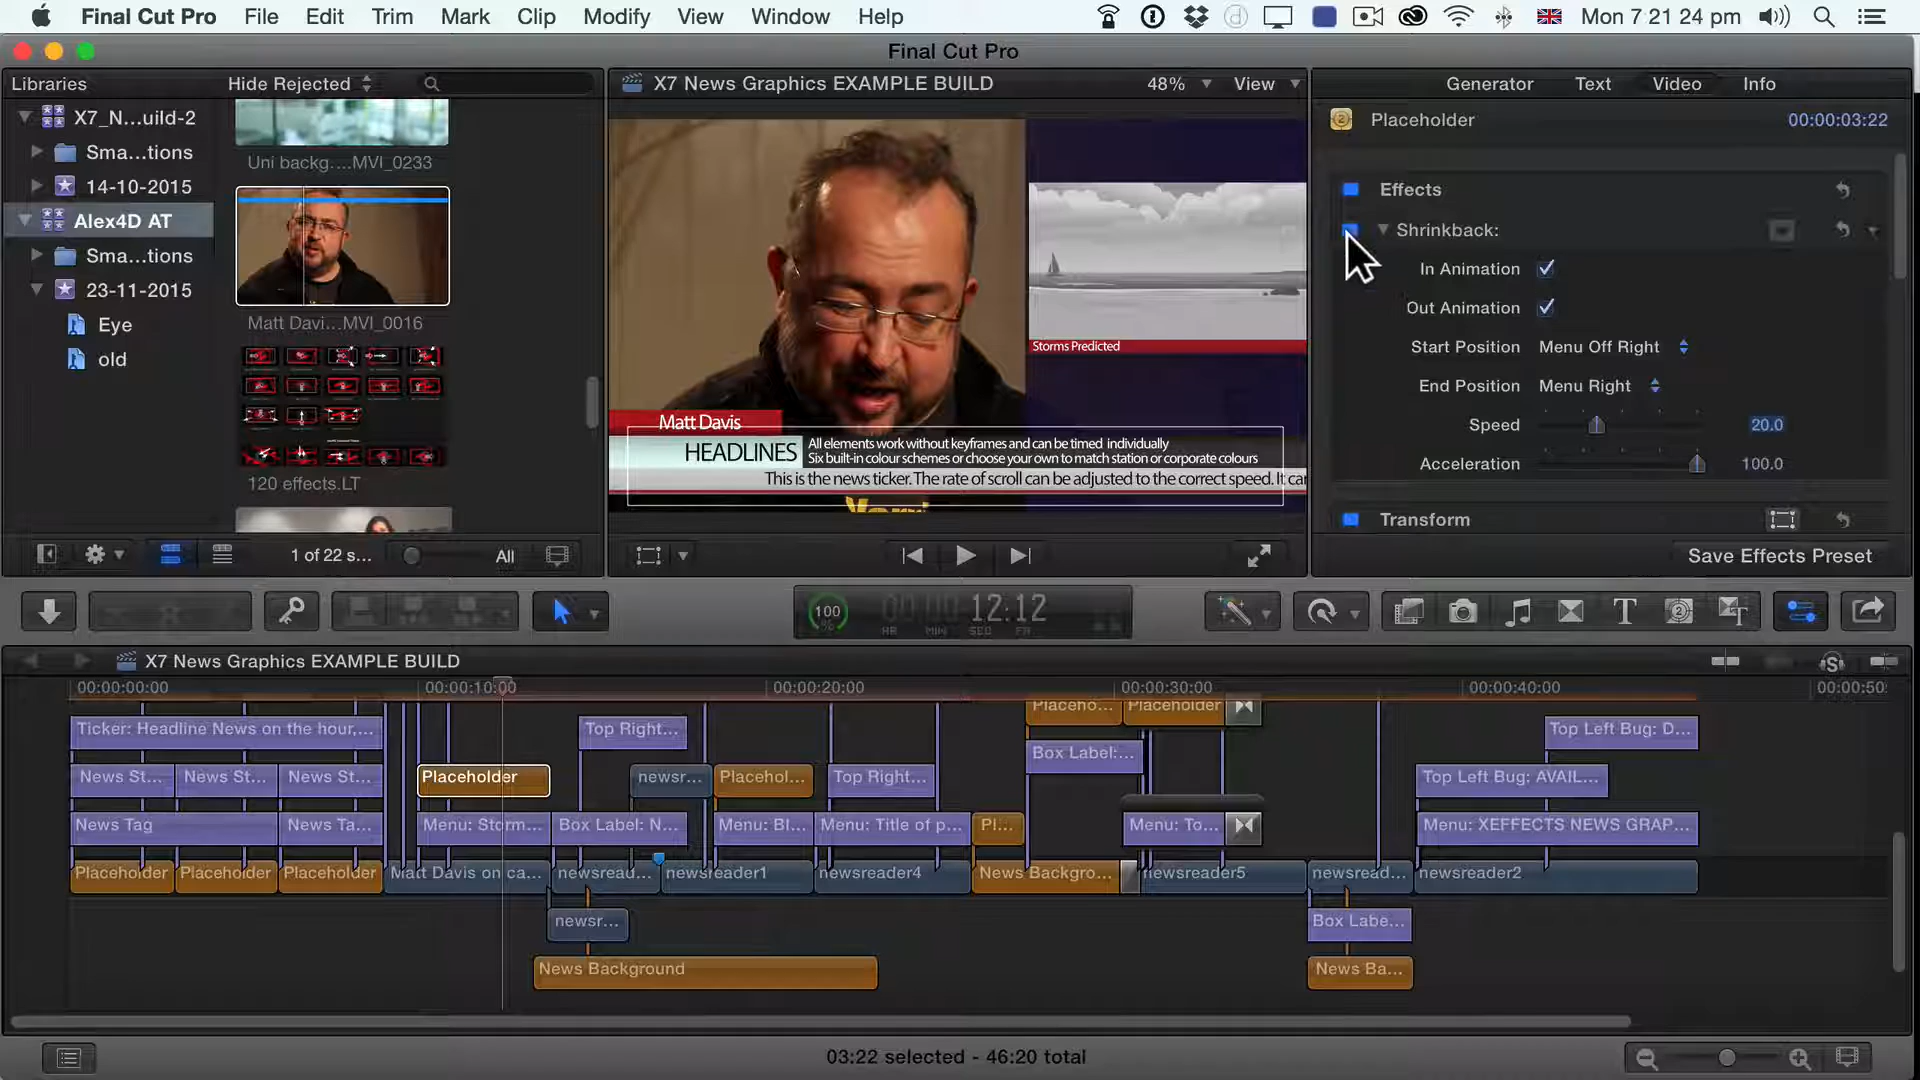 Final Cut Pro File Edit Trim Mark Clip Modify View Window Help Mon 7 21 24 pm
Final Cut Pro
Libraries
Hide Rejected
X7_N...uild-2
Sma...tions
14-10-2015
Alex4D AT
Sma...tions
23-11-2015
Eye
old
Uni backg....MVI_0233
Matt Davi...MVI_0016
120 effects.LT
1 of 22 s...
All
X7 News Graphics EXAMPLE BUILD
48%
View
Storms Predicted
Matt Davis
HEADLINES
All elements work without keyframes and can be timed individually
Six built-in colour schemes or choose your own to match station or corporate colours
This is the news ticker. The rate of scroll can be adjusted to the correct speed. It can
Generator Text Video Info
Placeholder
00:00:03:22
Effects
Shrinkback:
In Animation
Out Animation
Start Position Menu Off Right
End Position Menu Right
Speed 20.0
Acceleration 100.0
Transform
Save Effects Preset
100
%
12:12
HR MIN SEC FR
X7 News Graphics EXAMPLE BUILD
00:00:00:00 00:00:10:00 00:00:20:00 00:00:30:00 00:00:40:00 00:00:50:
Placeho... Placeholder
Ticker: Headline News on the hour,... Top Right... Top Left Bug: D...
Box Label:...
News St... News St... News St... Placeholder newsr... Placehol... Top Right... Top Left Bug: AVAIL...
News Tag News Ta... Menu: Storm... Box Label: N... Menu: Bl... Menu: Title of p... Pl... Menu: To... Menu: XEFFECTS NEWS GRAP...
Placeholder Placeholder Placeholder Matt Davis on ca... newsread... newsreader1 newsreader4 News Backgro... newsreader5 newsread... newsreader2
newsr... Box Labe...
News Background News Ba...
03:22 selected - 46:20 total